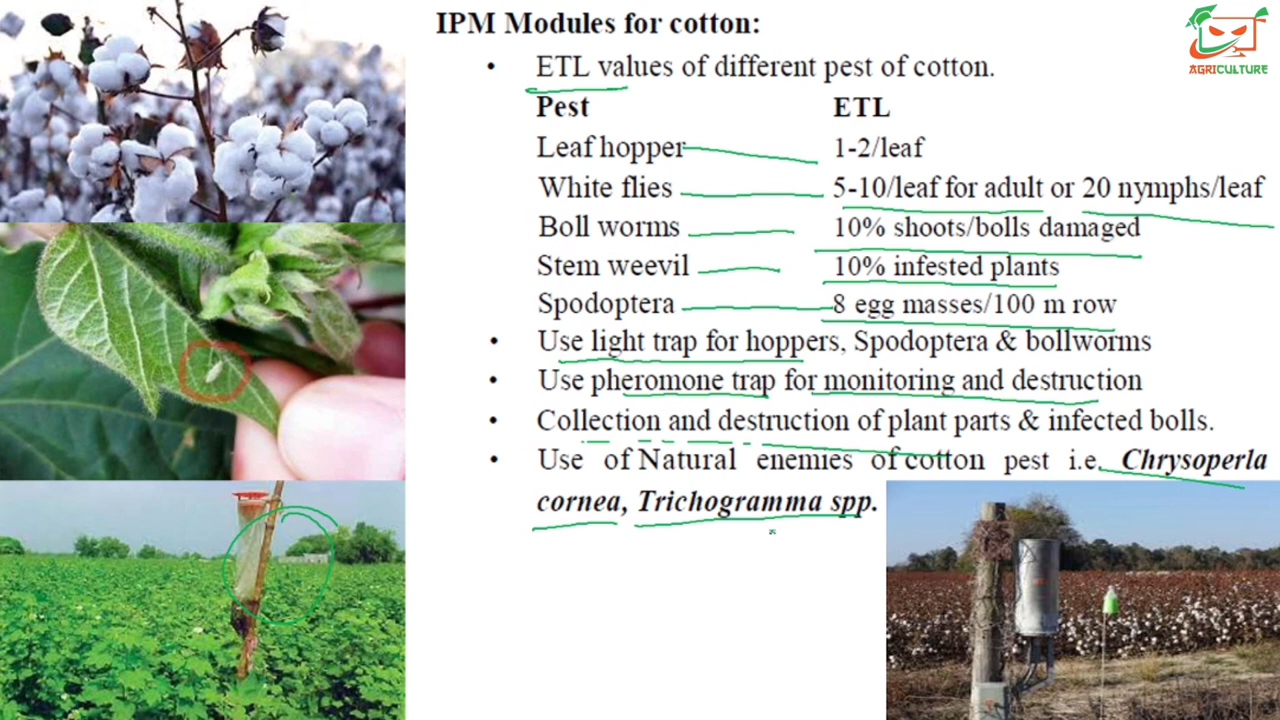 IPM Modules for cotton:
• ETL values of different pest of cotton.
Pest ETL
Leaf hopper 1-2/leaf
White flies 5-10/leaf for adult or 20 nymphs/leaf
Boll worms 10% shoots/bolls damaged
Stem weevil 10% infested plants
Spodoptera 8 egg masses/100 m row
• Use light trap for hoppers, Spodoptera & bollworms
• Use pheromone trap for monitoring and destruction
• Collection and destruction of plant parts & infected bolls.
• Use of Natural enemies of cotton pest i.e. Chrysoperla
cornea, Trichogramma spp.
AGRICULTURE